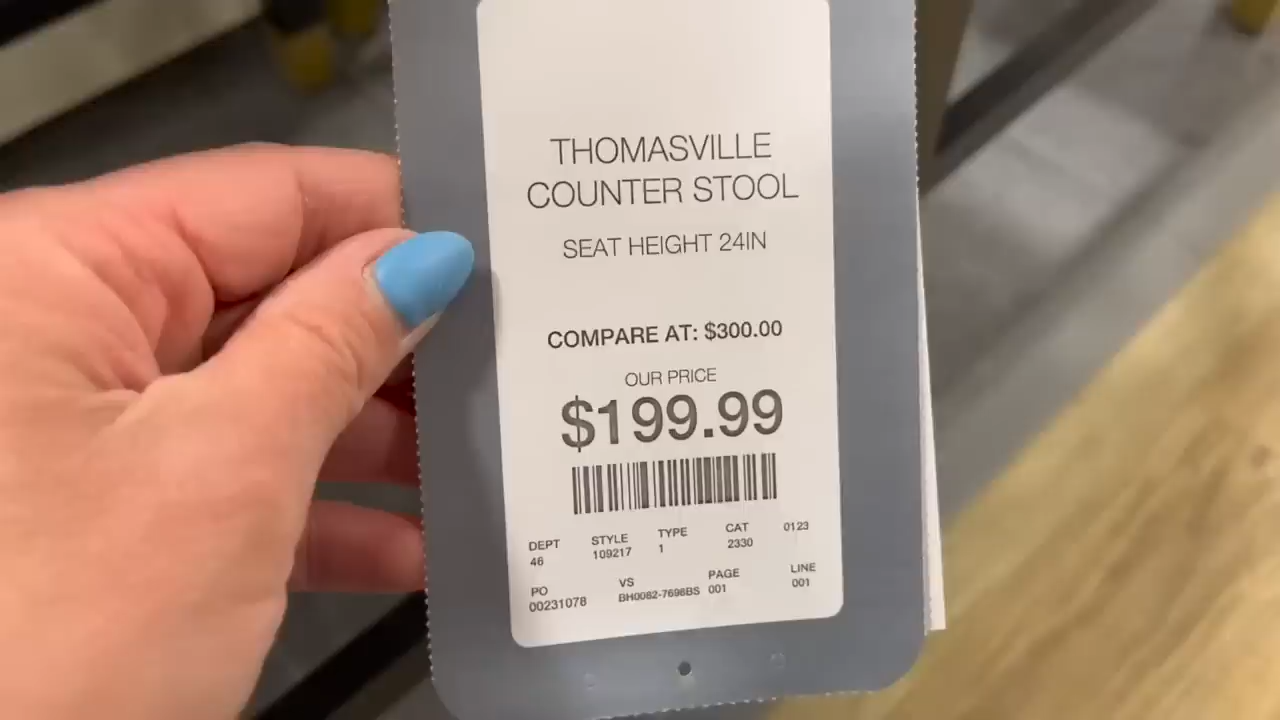 THOMASVILLE
COUNTER STOOL
SEAT HEIGHT 24IN
COMPARE AT: $300.00
OUR PRICE
$199.99
DEPT STYLE TYPE CAT 0123
46 109217 1 2330
PO VS PAGE LINE
00231078 BH0082-7698BS 001 001